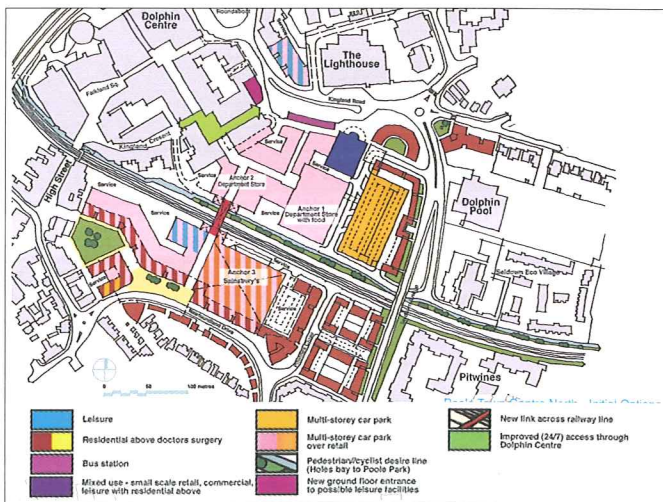 Dolphin
Centre
The
Lighthouse
Falkland Sq
Kingland Road
Kingland Crescent
High Street
Service
Service
Service
Service
Service
Service
Anchor 2
Department
Store
Anchor 1
Department Store
with food
Dolphin
Pool
Anchor 3
Sainsbury's
Service
Service
Seldown Eco Village
Pitwines
0 50 100 metres
Leisure
Residential above doctors surgery
Bus station
Mixed use - small scale retail, commercial,
leisure with residential above
Multi-storey car park
Multi-storey car park
over retail
Pedestrian/cyclist desire line
(Holes bay to Poole Park)
New ground floor entrance
to possible leisure facilities
New link across railway line
Improved (24/7) access through
Dolphin Centre